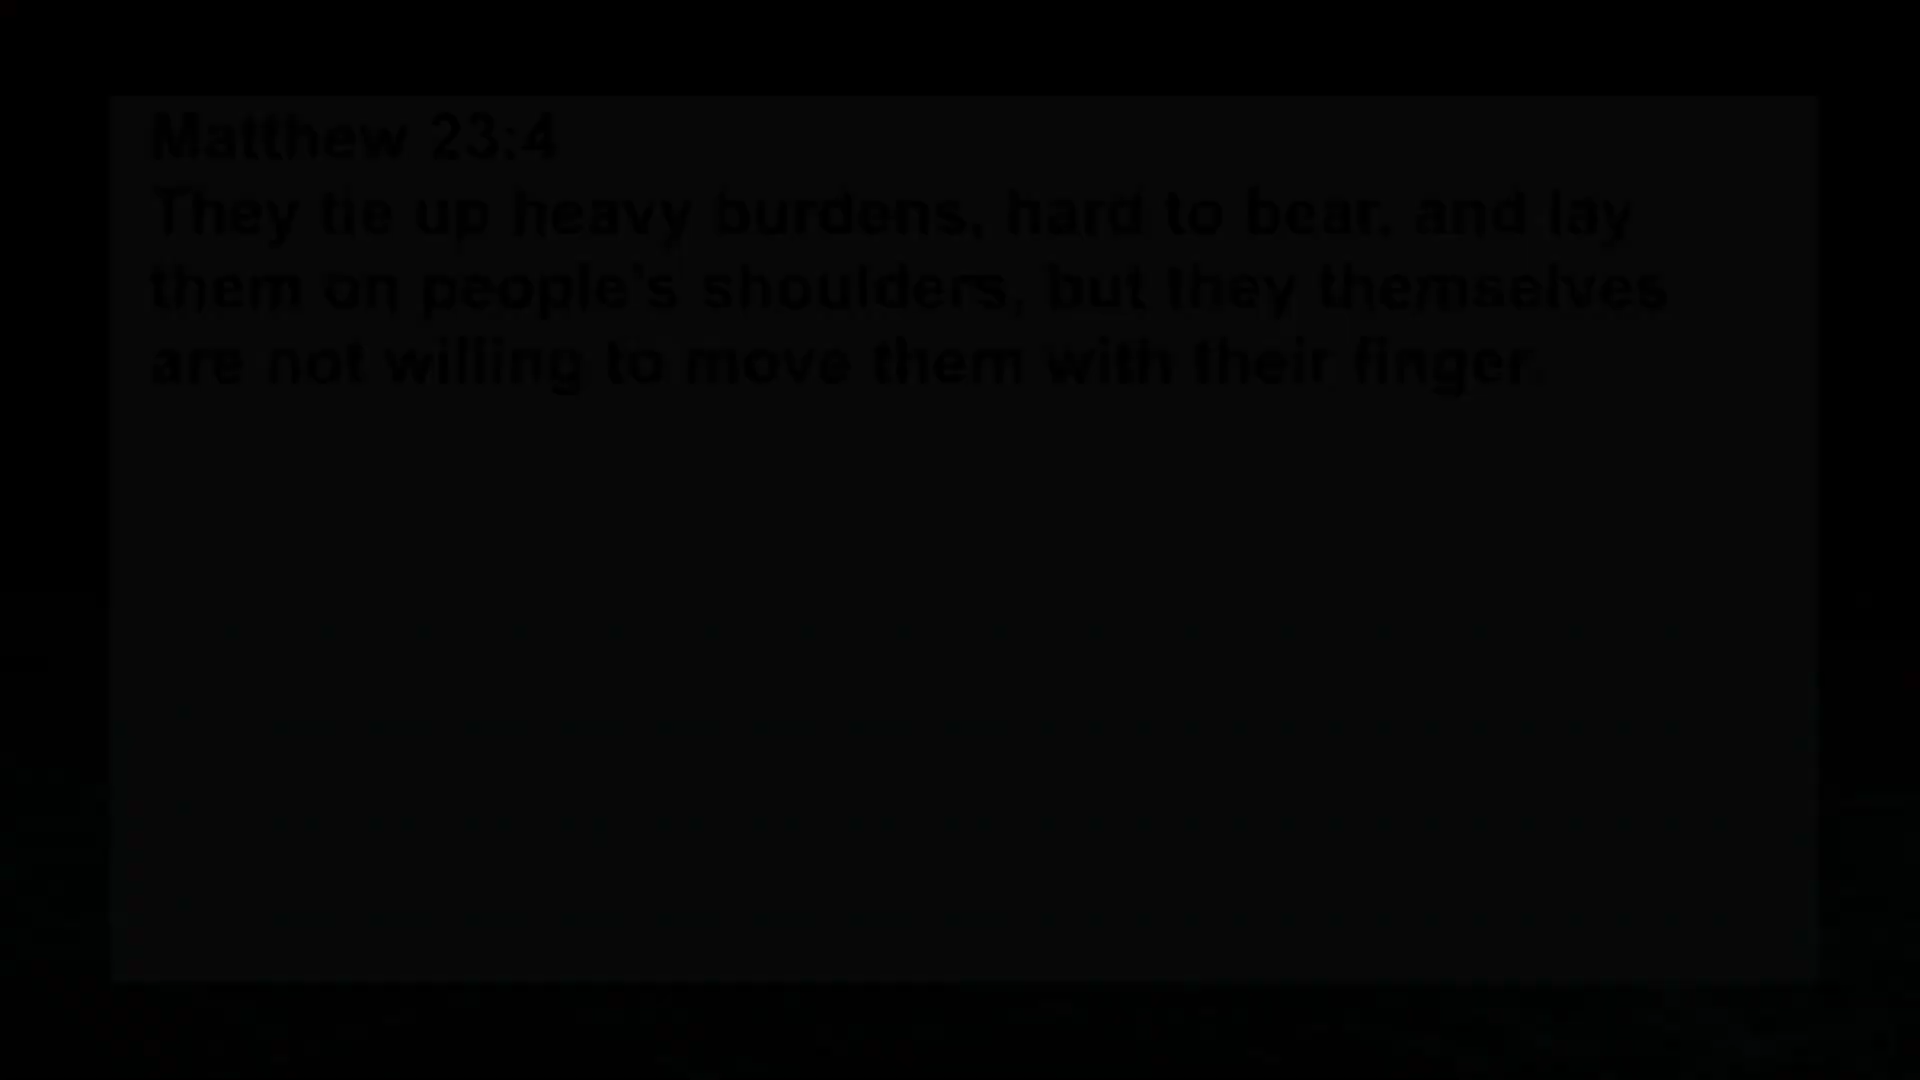 Matthew 23:4
They tie up heavy burdens, hard to bear, and lay
them on people's shoulders, but they themselves
are not willing to move them with their finger.